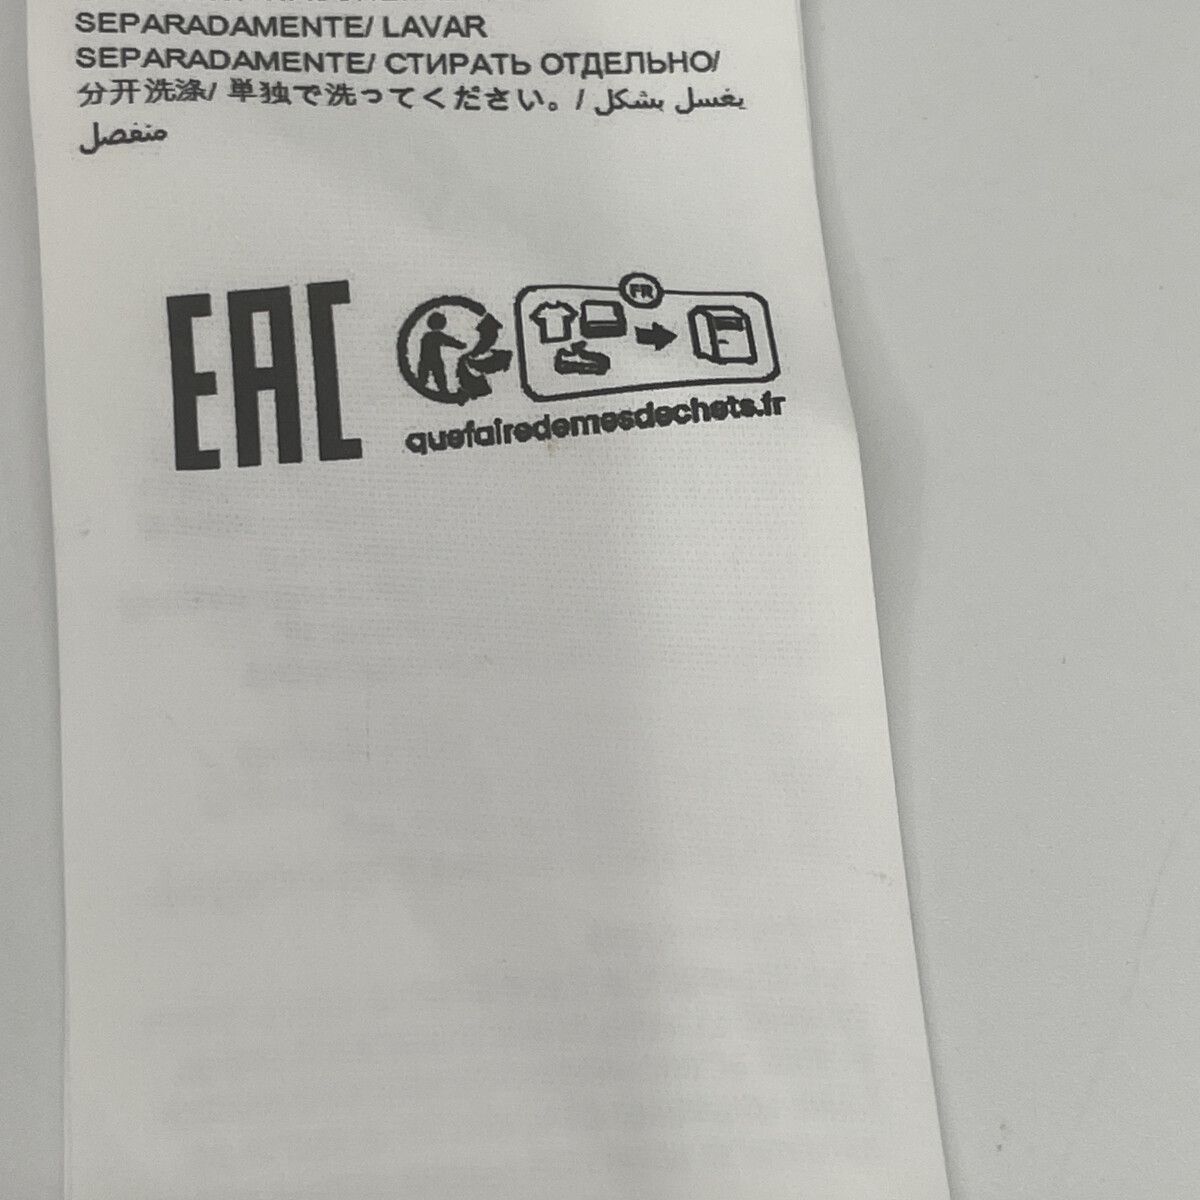 SEPARADAMENTE/ LAVAR
SEPARADAMENTE/ СТИРАТЬ ОТДЕЛЬНО/
分开洗涤/ 単独で洗ってください。/ يغسل بشكل
منفصل
EAC
FR
quefairedemesdechets.fr